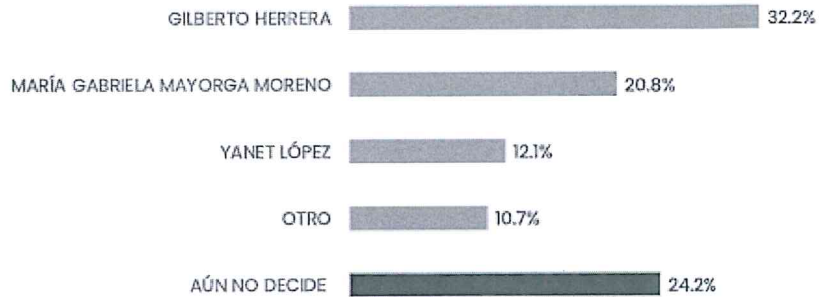 GILBERTO HERRERA 32.2%
MARÍA GABRIELA MAYORGA MORENO 20.8%
YANET LÓPEZ 12.1%
OTRO 10.7%
AÚN NO DECIDE 24.2%